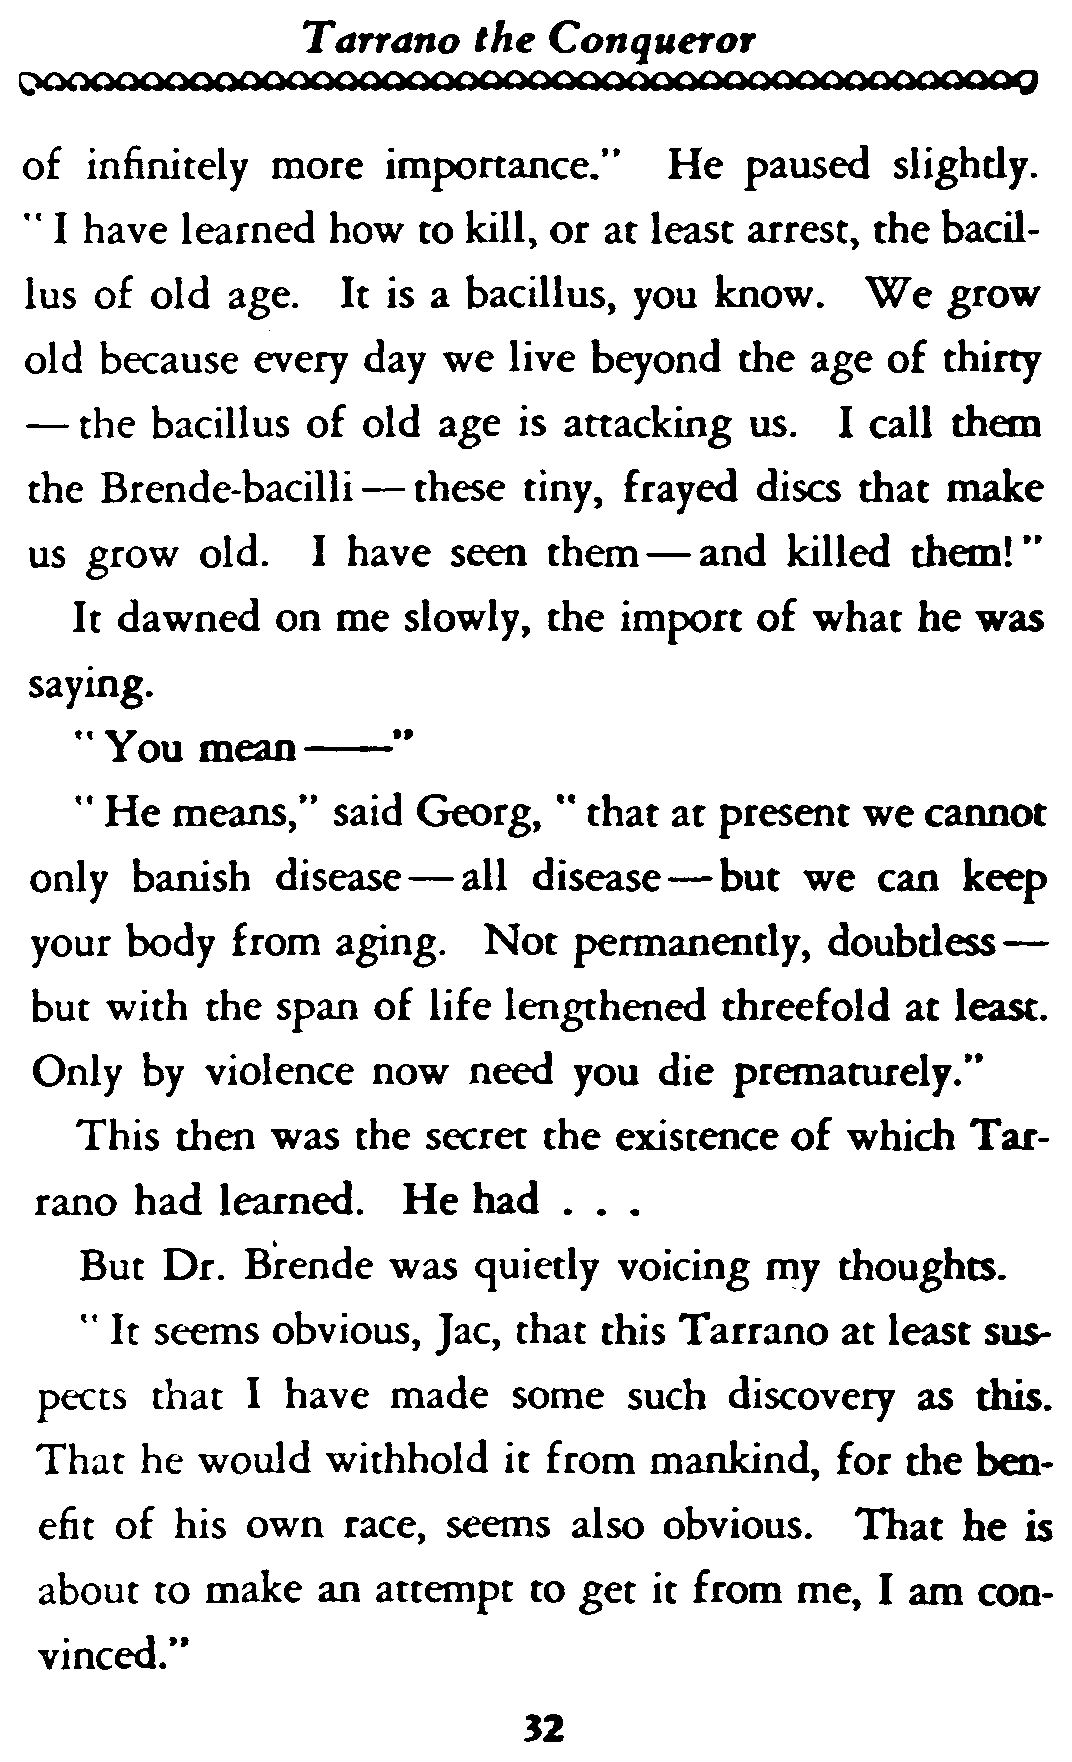 Tarrano the Conqueror
of infinitely more importance." He paused slightly.
"I have learned how to kill, or at least arrest, the bacil-
lus of old age. It is a bacillus, you know. We grow
old because every day we live beyond the age of thirty
—the bacillus of old age is attacking us. I call them
the Brende-bacilli—these tiny, frayed discs that make
us grow old. I have seen them—and killed them!"
It dawned on me slowly, the import of what he was
saying.
"You mean——"
"He means," said Georg, "that at present we cannot
only banish disease—all disease—but we can keep
your body from aging. Not permanently, doubtless—
but with the span of life lengthened threefold at least.
Only by violence now need you die prematurely."
This then was the secret the existence of which Tar-
rano had learned. He had . . .
But Dr. Brende was quietly voicing my thoughts.
"It seems obvious, Jac, that this Tarrano at least sus-
pects that I have made some such discovery as this.
That he would withhold it from mankind, for the ben-
efit of his own race, seems also obvious. That he is
about to make an attempt to get it from me, I am con-
vinced."
32